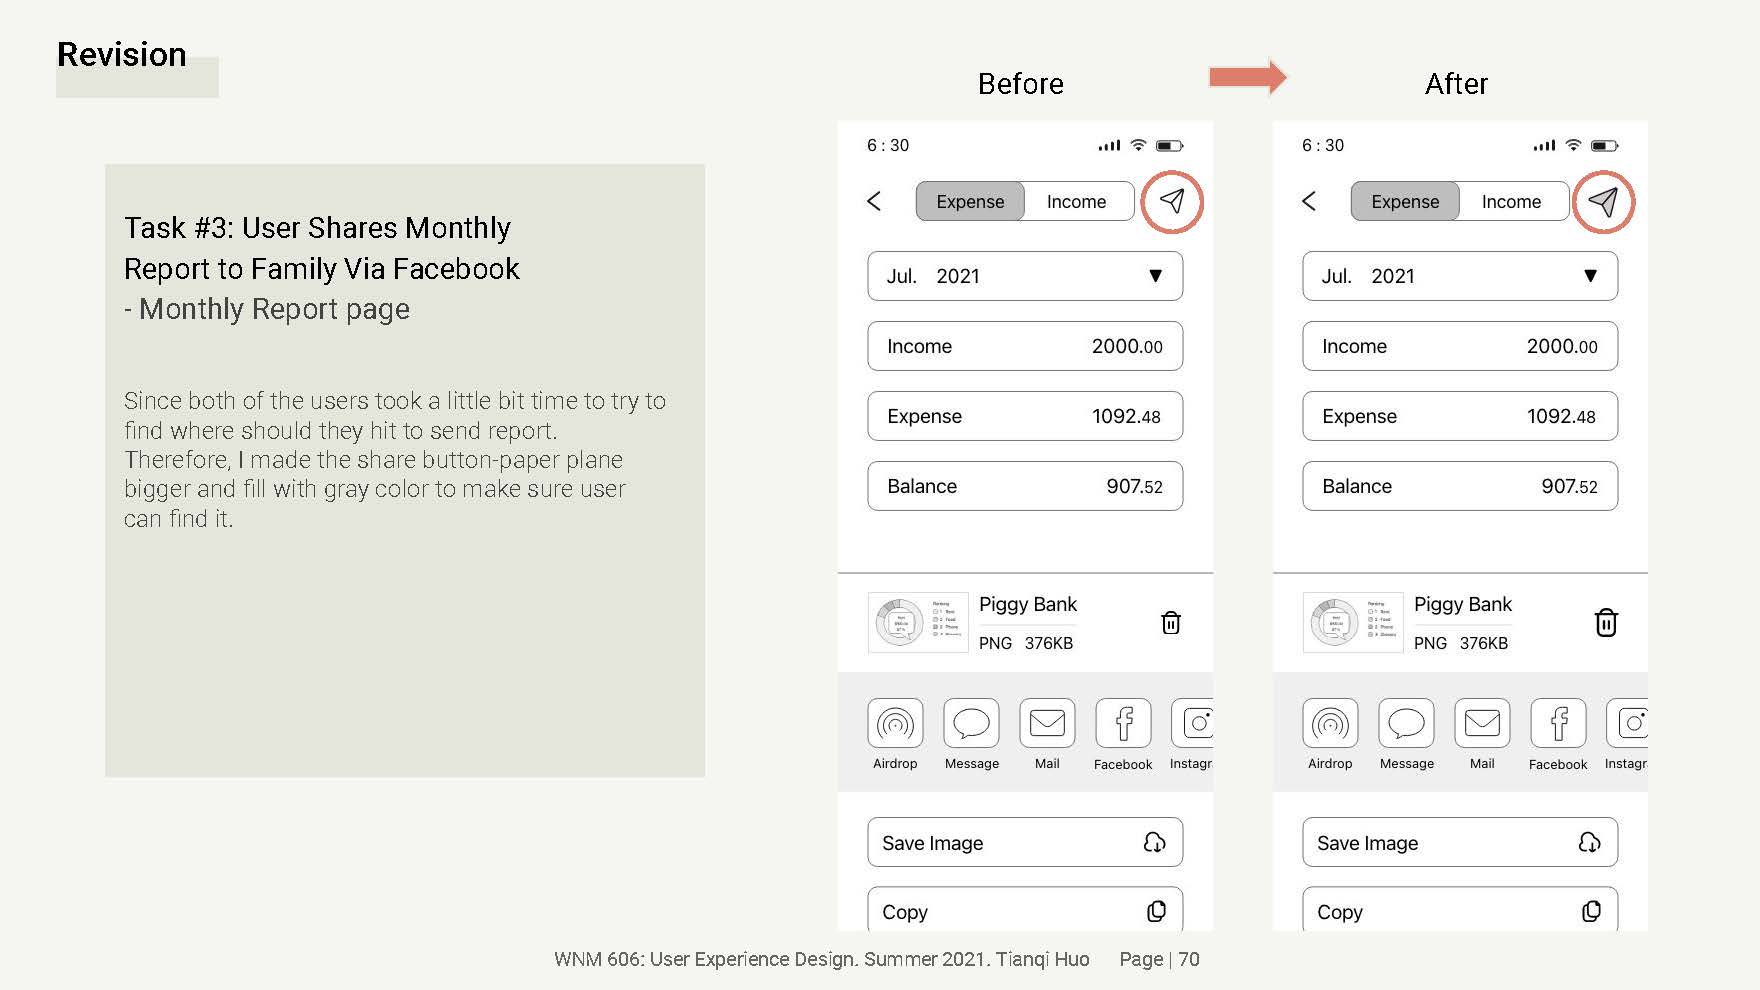 Revision
Before
After
Task #3: User Shares Monthly
Report to Family Via Facebook
- Monthly Report page
Since both of the users took a little bit time to try to
find where should they hit to send report.
Therefore, I made the share button-paper plane
bigger and fill with gray color to make sure user
can find it.
6 : 30
Expense Income
Jul. 2021 ▼
Income 2000.00
Expense 1092.48
Balance 907.52
Piggy Bank
PNG 376KB
Airdrop Message Mail Facebook Instagr
Save Image
Copy
6 : 30
Expense Income
Jul. 2021 ▼
Income 2000.00
Expense 1092.48
Balance 907.52
Piggy Bank
PNG 376KB
Airdrop Message Mail Facebook Instagr
Save Image
Copy
WNM 606: User Experience Design. Summer 2021. Tianqi Huo Page | 70